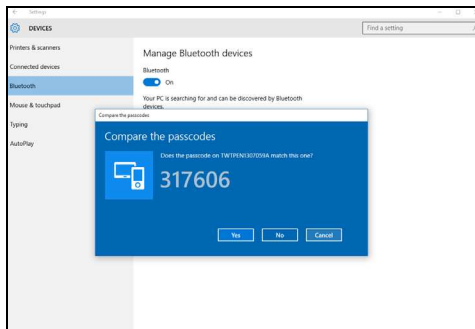 Settings
DEVICES
Find a setting
Printers & scanners
Connected devices
Bluetooth
Mouse & touchpad
Typing
AutoPlay
Manage Bluetooth devices
Bluetooth
On
Your PC is searching for and can be discovered by Bluetooth
devices.
Compare the passcodes
Compare the passcodes
Does the passcode on TWTPENI307059A match this one?
317606
Yes
No
Cancel